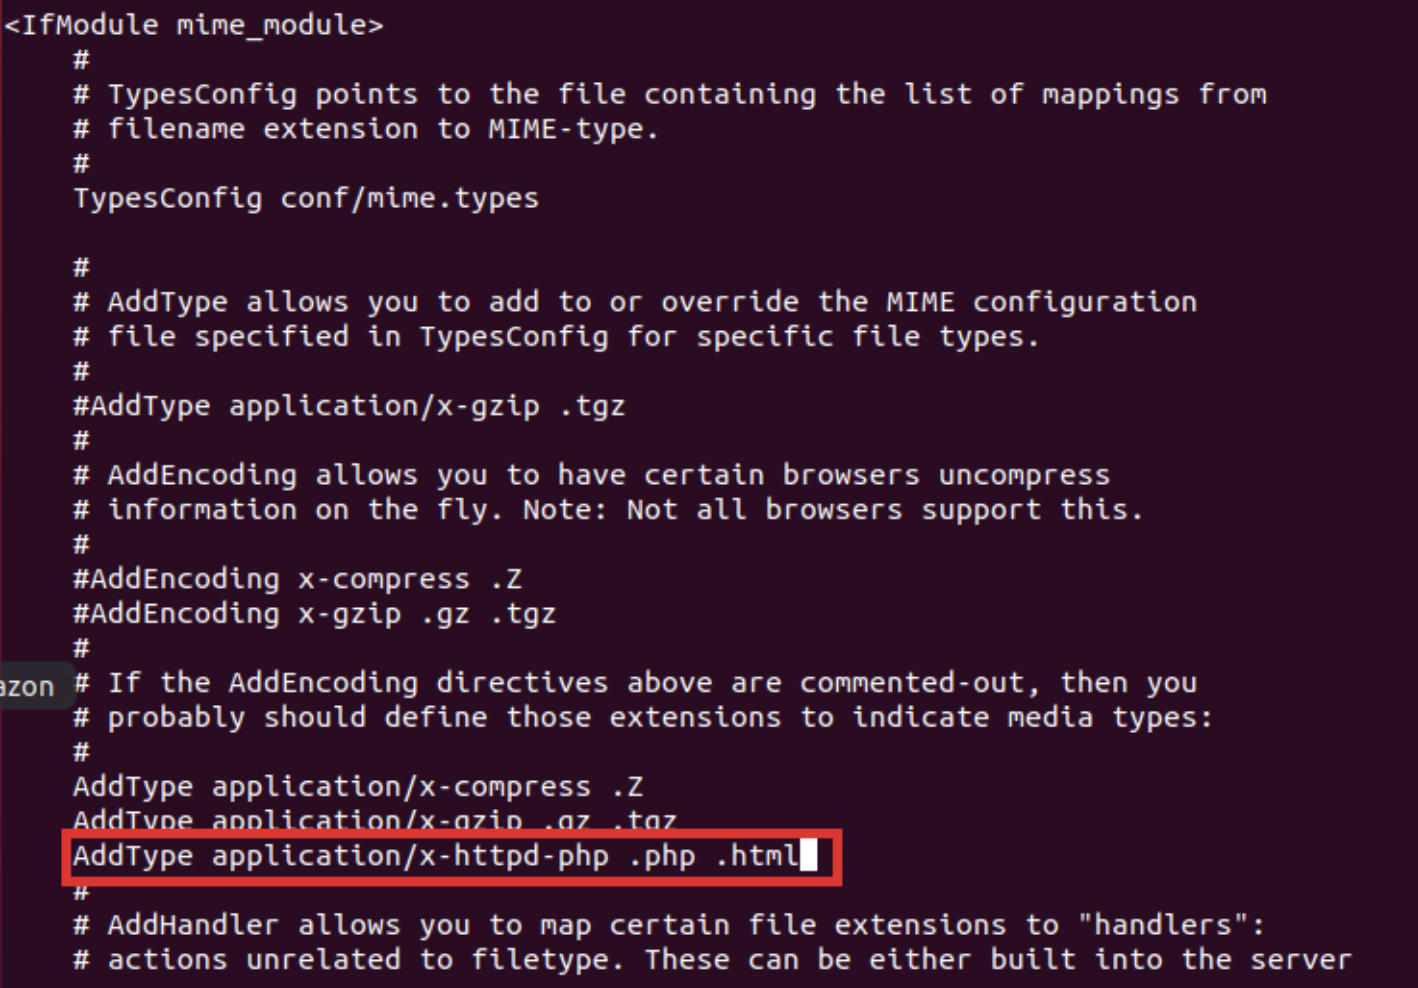 <IfModule mime_module>
#
# TypesConfig points to the file containing the list of mappings from
# filename extension to MIME-type.
#
TypesConfig conf/mime.types
#
# AddType allows you to add to or override the MIME configuration
# file specified in TypesConfig for specific file types.
#
#AddType application/x-gzip .tgz
#
# AddEncoding allows you to have certain browsers uncompress
# information on the fly. Note: Not all browsers support this.
#
#AddEncoding x-compress .Z
#AddEncoding x-gzip .gz .tgz
#
azon
# If the AddEncoding directives above are commented-out, then you
# probably should define those extensions to indicate media types:
#
AddType application/x-compress .Z
AddType application/x-gzip .gz .tgz
AddType application/x-httpd-php .php .html
#
# AddHandler allows you to map certain file extensions to "handlers":
# actions unrelated to filetype. These can be either built into the server